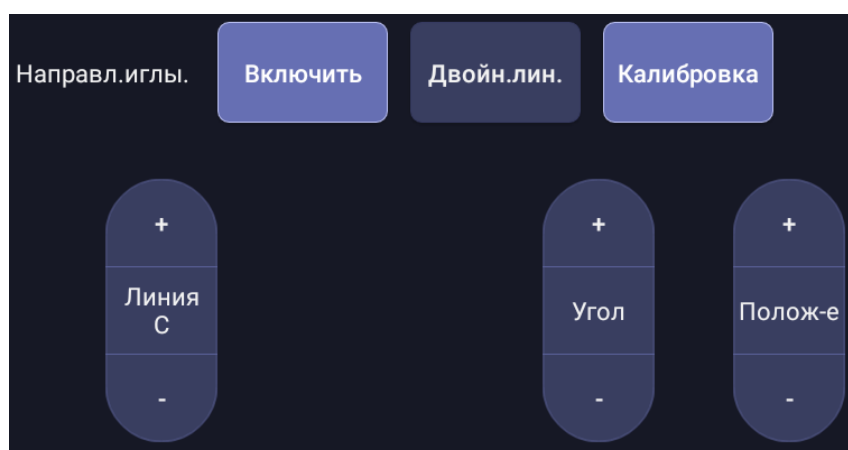 Направл.иглы.
Включить
Двойн.лин.
Калибровка
+
+
+
Линия
С
Угол
Полож-е
-
-
-